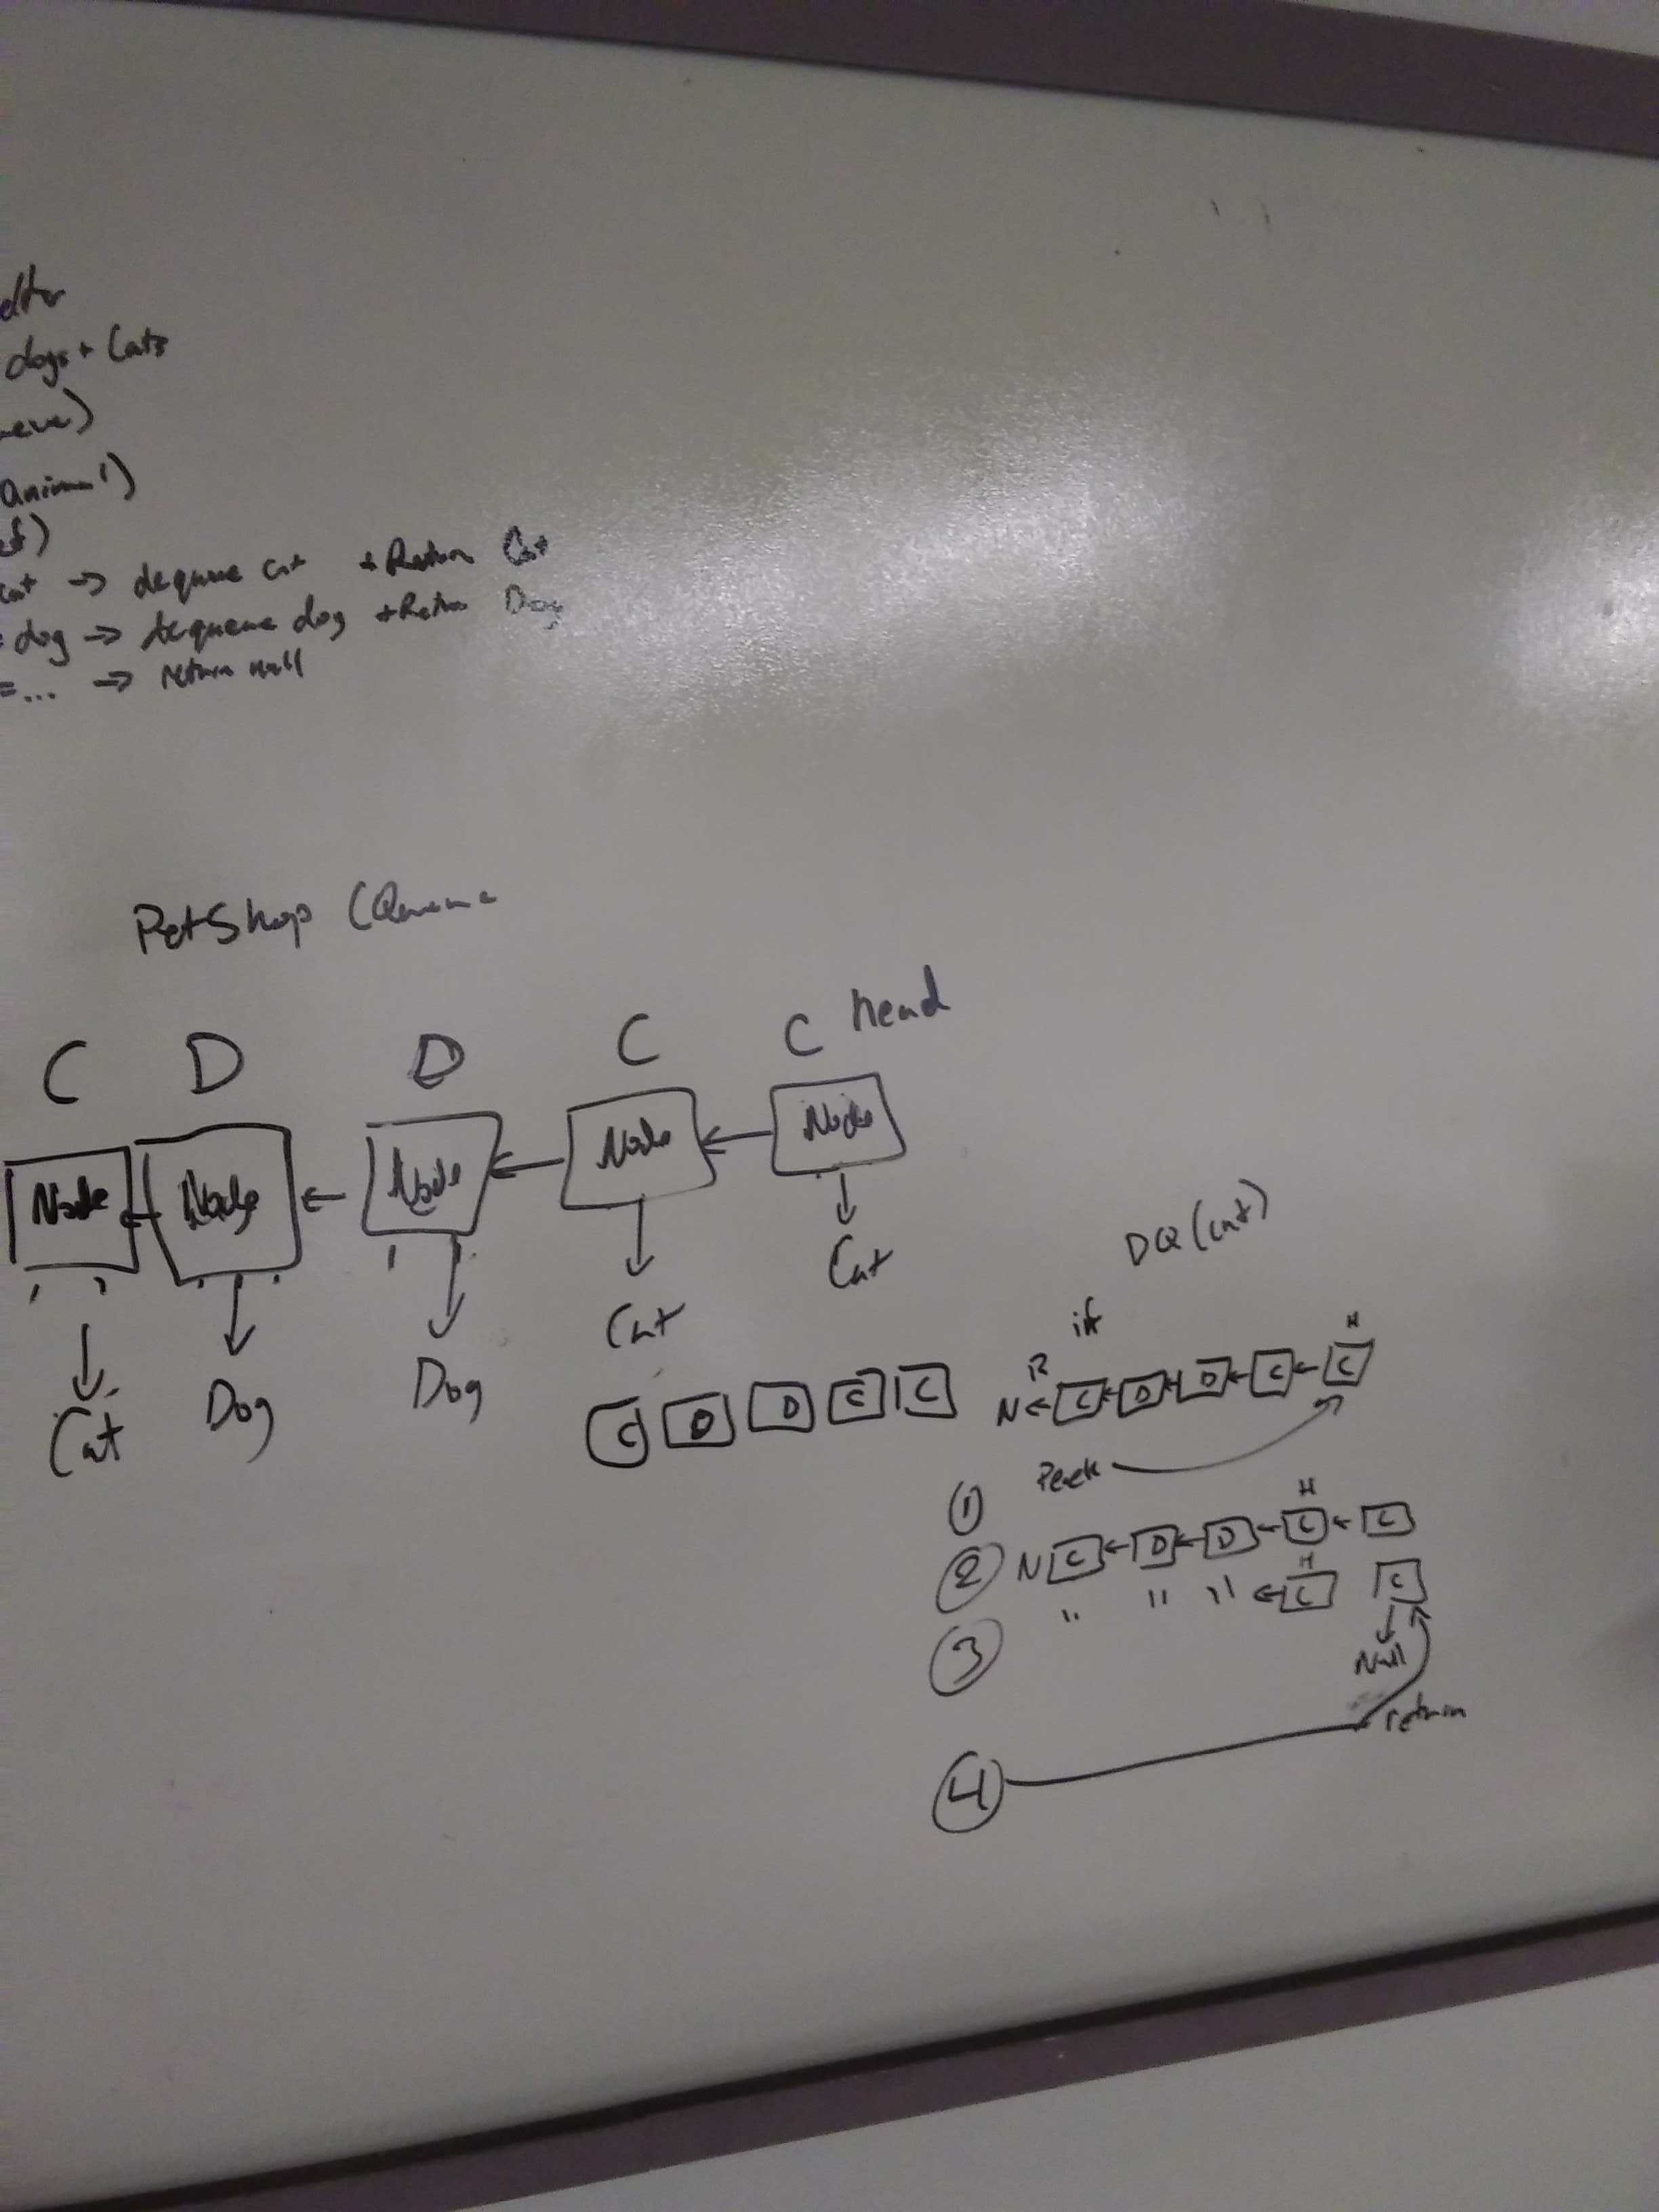 dogs + Cats
animal)
cat → dequeue cat + Return Cat
= dog → dequeue dog + Return Dog
= ... → return null
PetShop (Queue
C D D C C head
Node ← Node ← Node ← Node ← Node
Cat Dog Dog Cat Cat
DQ (cat)
if
C D D C C
R H
N ← C ← D ← D ← C ← C
① Peek
H
② N C ← D ← D ← C ← C
H
③ " " " ← C C
Null
④ return